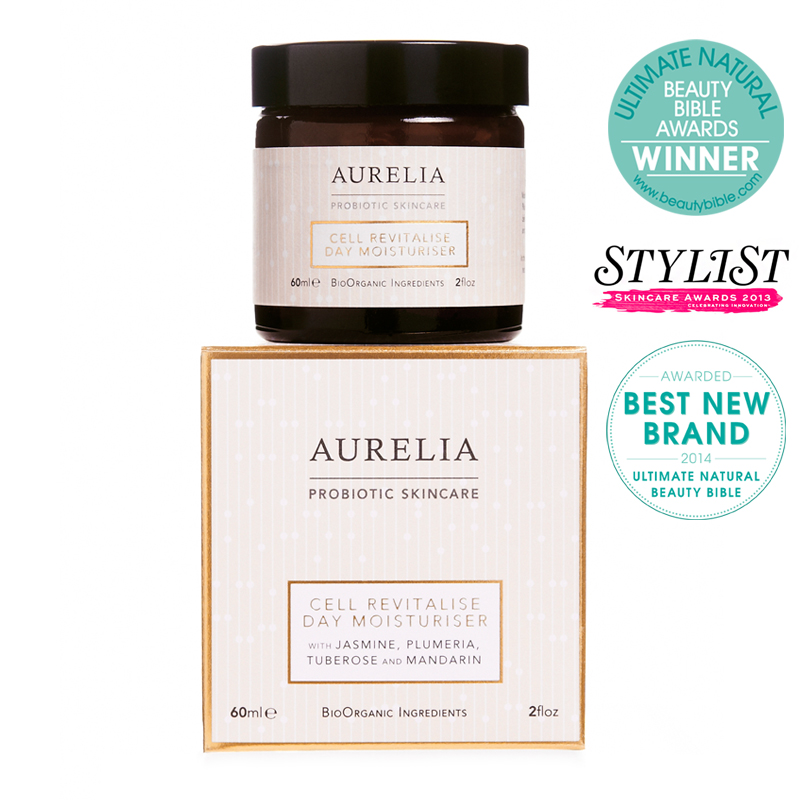 AURELIA
PROBIOTIC SKINCARE
CELL REVITALISE
DAY MOISTURISER
60ml℮ BIOORGANIC INGREDIENTS 2floz
AURELIA
PROBIOTIC SKINCARE
CELL REVITALISE
DAY MOISTURISER
WITH JASMINE, PLUMERIA,
TUBEROSE AND MANDARIN
60ml℮ BIOORGANIC INGREDIENTS 2floz
ULTIMATE NATURAL
BEAUTY
BIBLE
AWARDS
WINNER
www.beautybible.com
STYLIST
SKINCARE AWARDS 2013
CELEBRATING INNOVATION
AWARDED
BEST NEW
BRAND
2014
ULTIMATE NATURAL
BEAUTY BIBLE